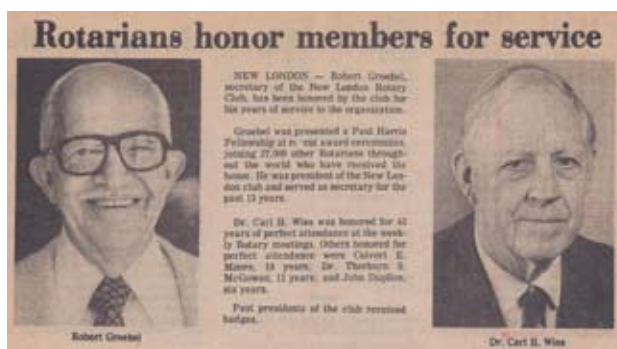 Rotarians honor members for service
NEW LONDON — Robert Groebel,
secretary of the New London Rotary
Club, has been honored by the club for
his years of service to the organization.
Groebel was presented a Paul Harris
Fellowship at award ceremonies,
joining 27,000 other Rotarians through-
out the world who have received the
honor. He was president of the New Lon-
don club and served as secretary for the
past 13 years.
Dr. Carl H. Wies was honored for 43
years of perfect attendance at the week-
ly Rotary meetings. Others honored for
perfect attendance were Culvert E.
18 years, Dr. Thorburn S.
McGowan, 12 years, and John Duplice,
six years.
Past presidents of the club received
badges.
Robert Groebel
Dr. Carl H. Wies